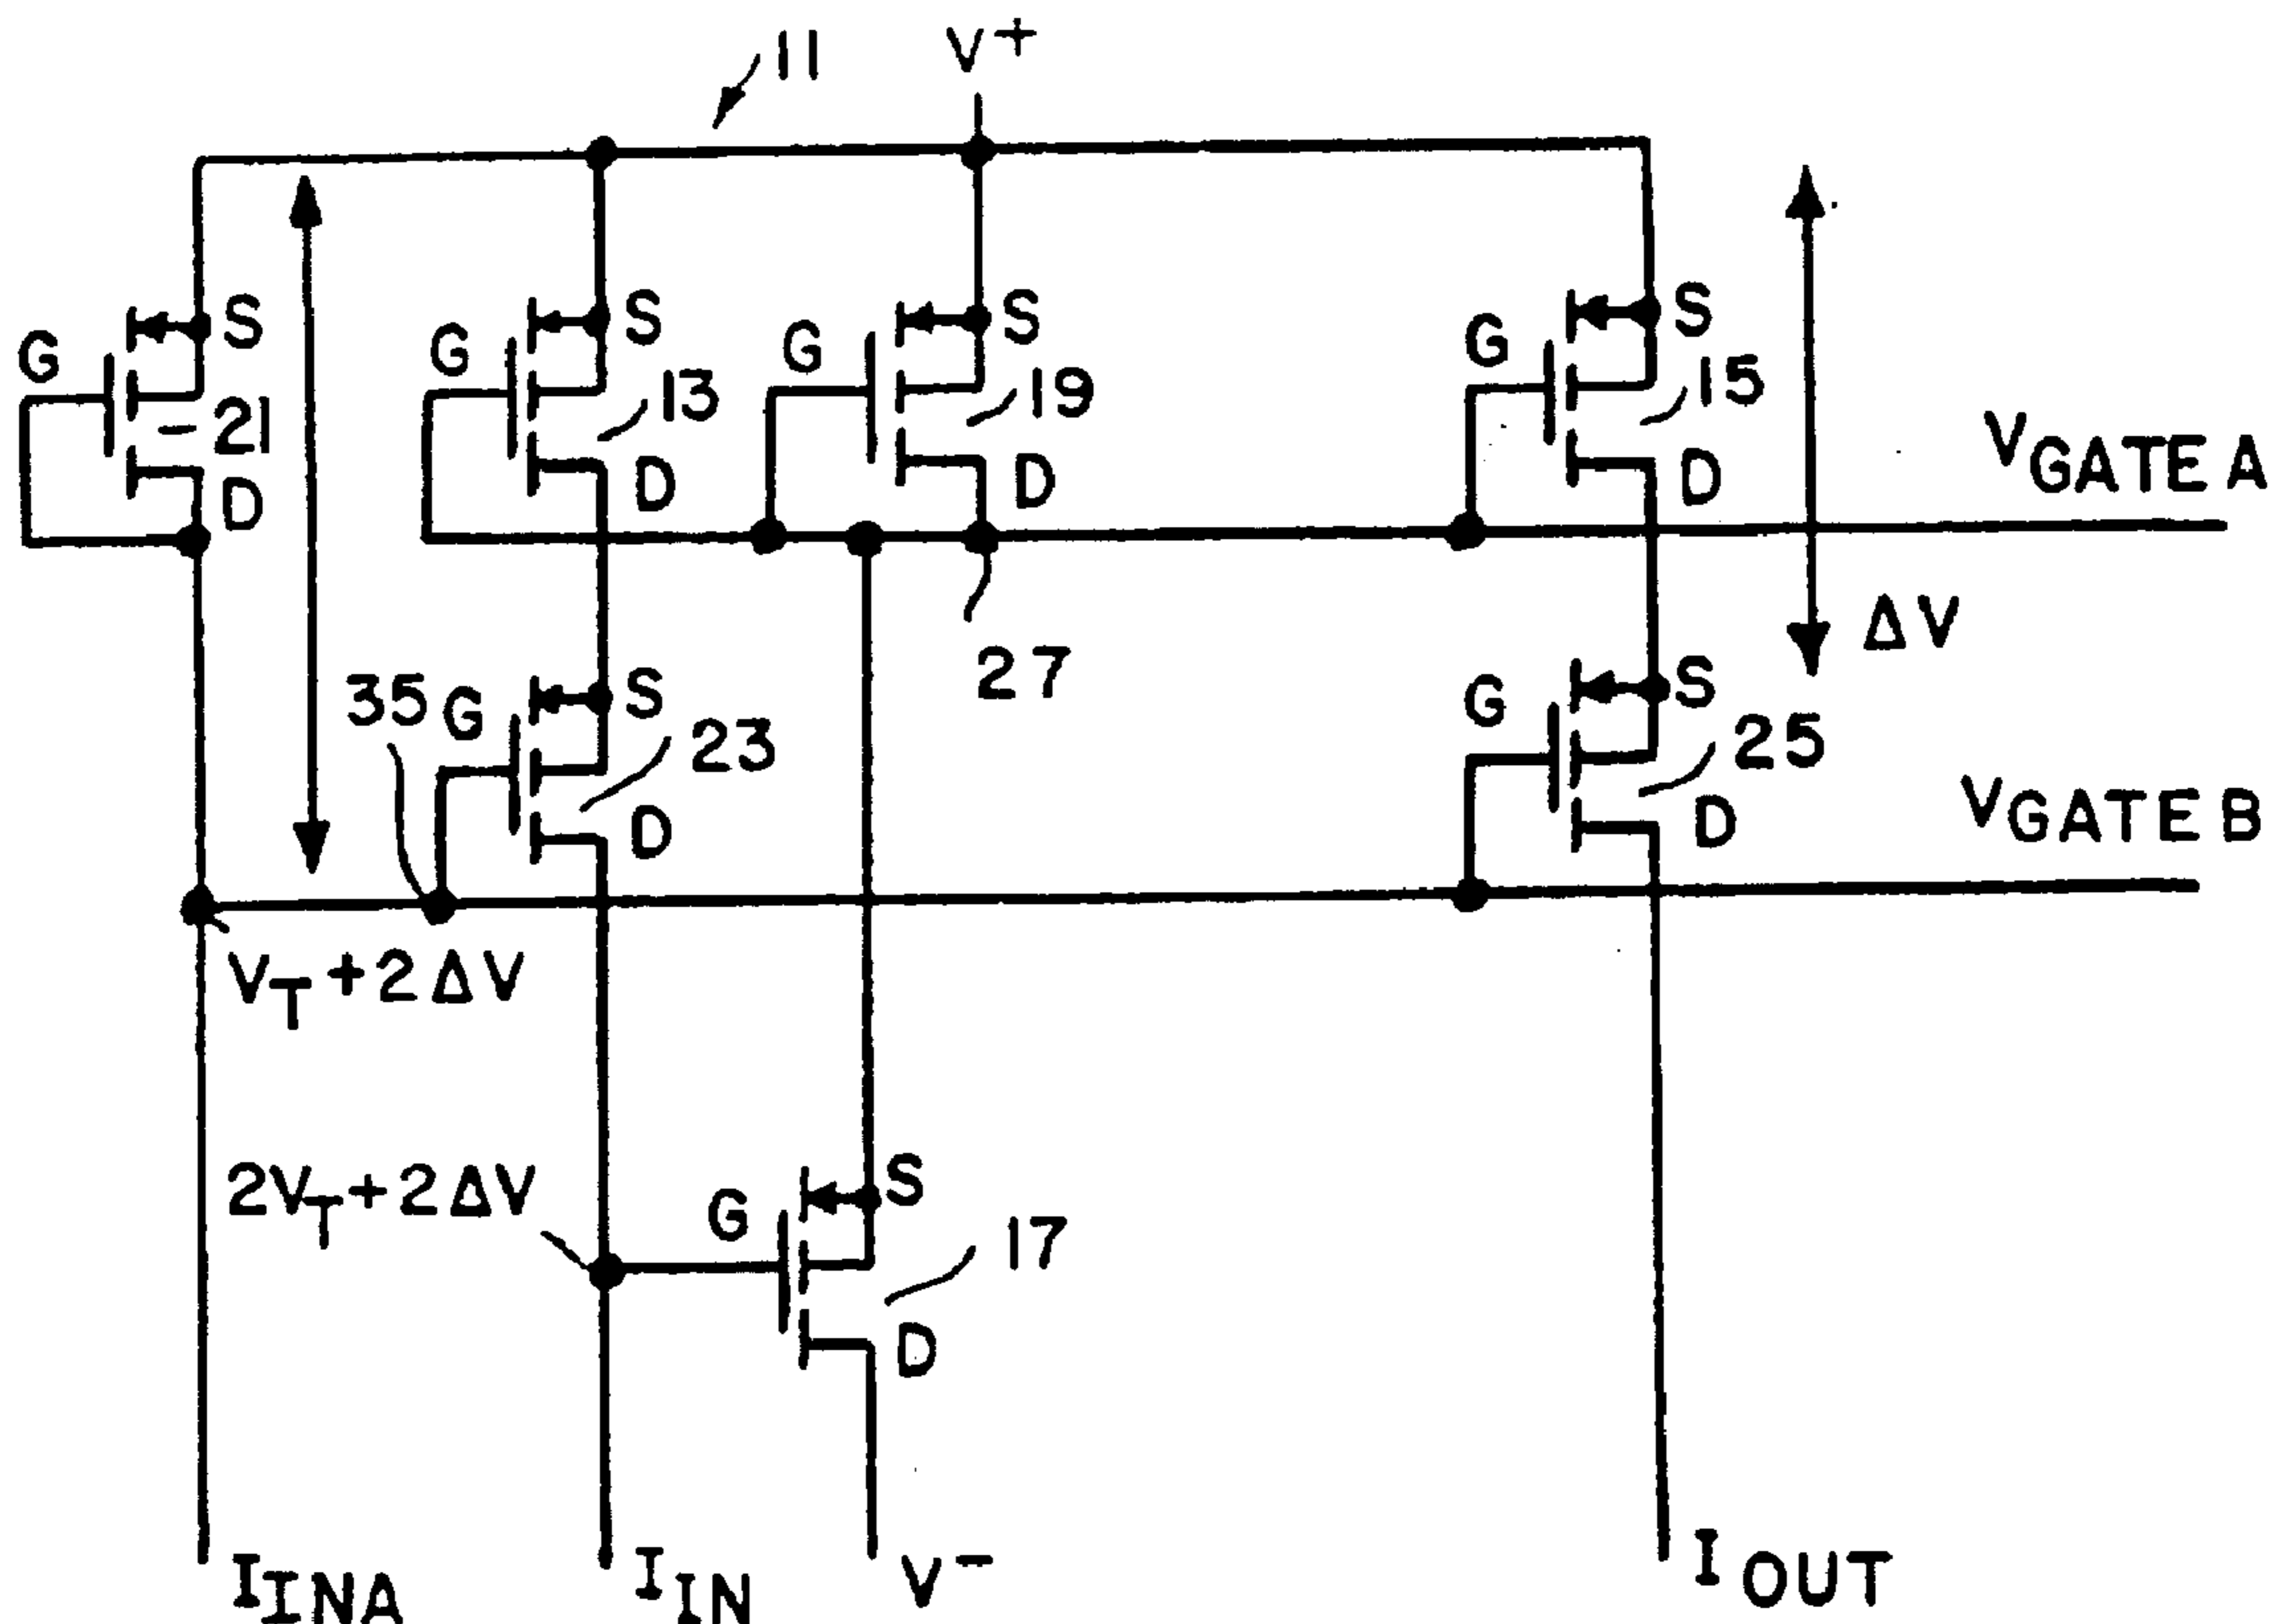 11
V+
G
S
21
D
G
S
13
D
G
S
19
D
G
S
15
D
VGATE A
27
ΔV
35
G
S
23
D
G
S
25
D
VGATE B
VT+2ΔV
2VT+2ΔV
G
S
17
D
IINA
IIN
V−
IOUT